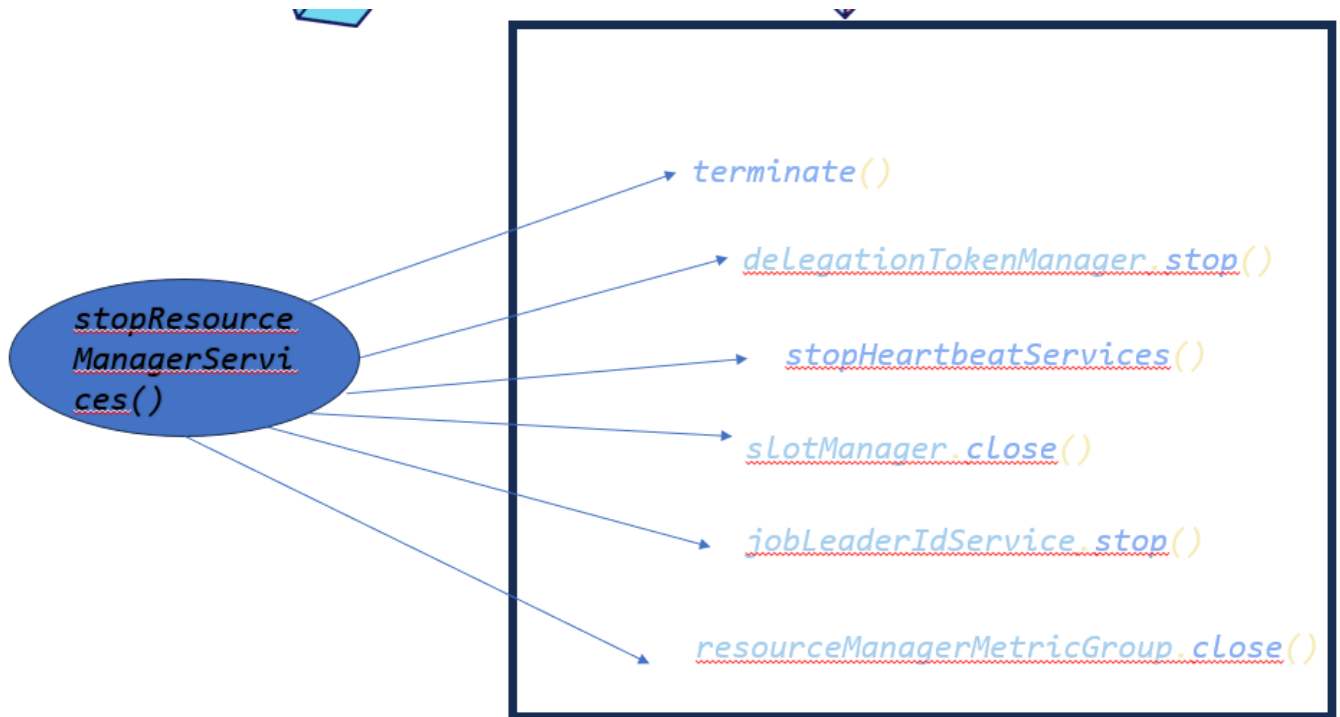 stopResource
ManagerServi
ces()
terminate()
delegationTokenManager.stop()
stopHeartbeatServices()
slotManager.close()
jobLeaderIdService.stop()
resourceManagerMetricGroup.close()